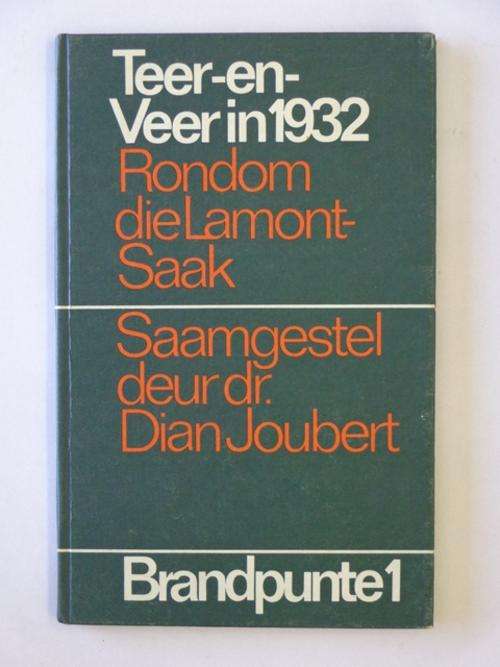 Teer-en-
Veer in 1932
Rondom
die Lamont-
Saak
Saamgestel
deur dr.
Dian Joubert
Brandpunte 1